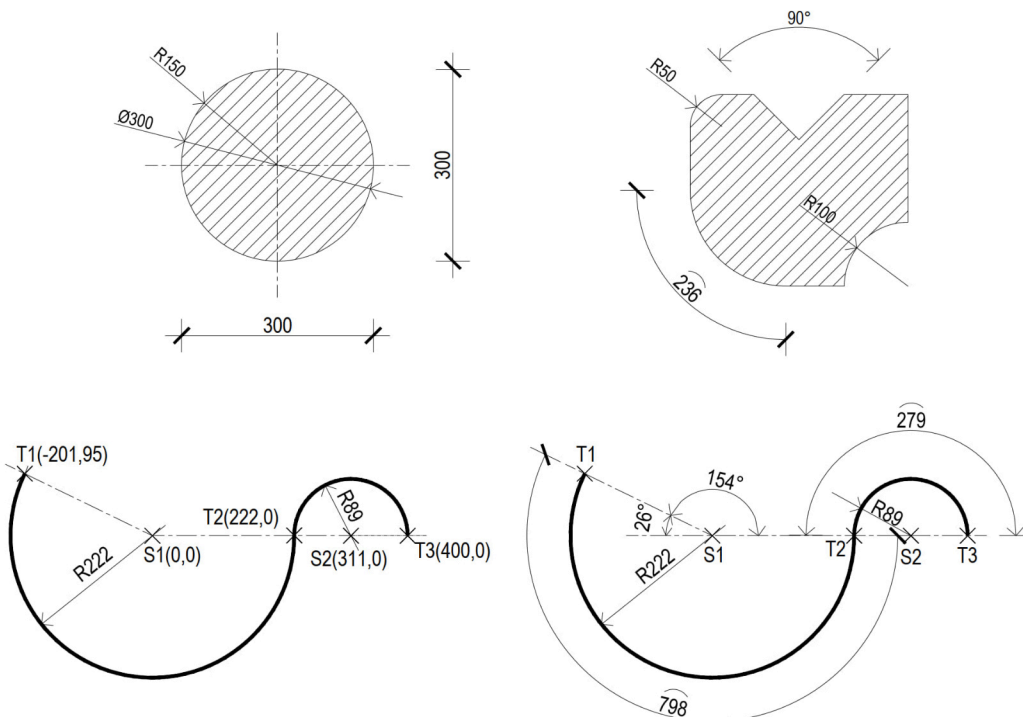 R150
Ø300
300
300
90°
R50
R100
236
T1(-201,95)
T2(222,0)
R89
S1(0,0)
S2(311,0)
T3(400,0)
R222
279
T1
154°
26°
R89
S1
T2
S2
T3
R222
798